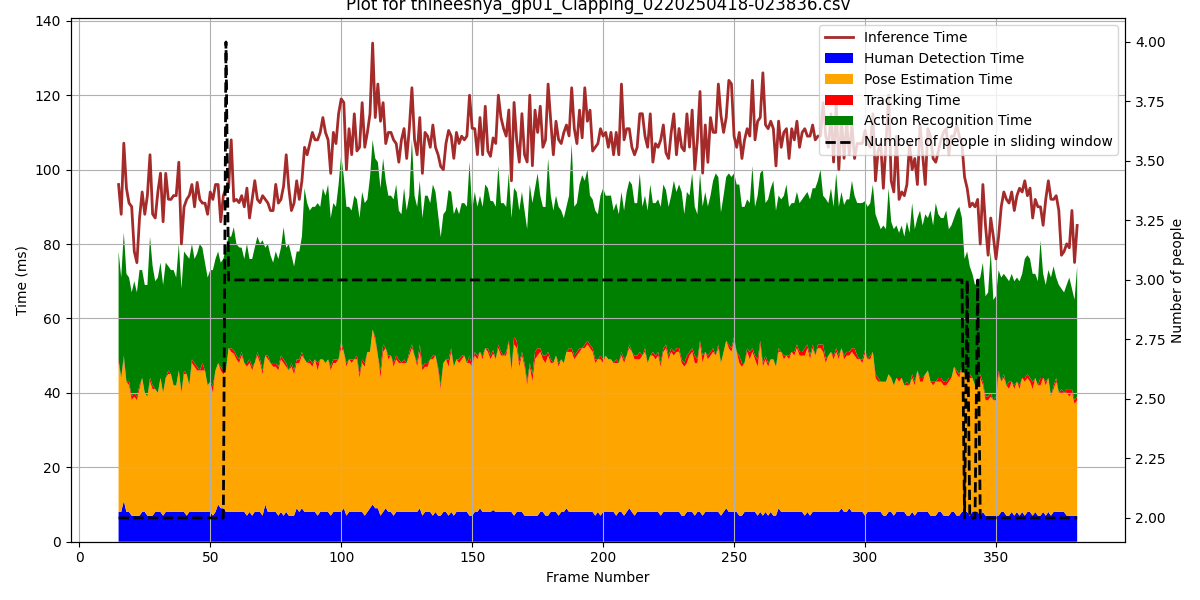 Plot for thineeshya_gp01_Clapping_0220250418-023836.csv
Inference Time
Human Detection Time
Pose Estimation Time
Tracking Time
Action Recognition Time
Number of people in sliding window
Time (ms)
140
120
100
80
60
40
20
0
0
50
100
150
200
250
300
350
Frame Number
4.00
3.75
3.50
3.25
3.00
2.75
2.50
2.25
2.00
Number of people